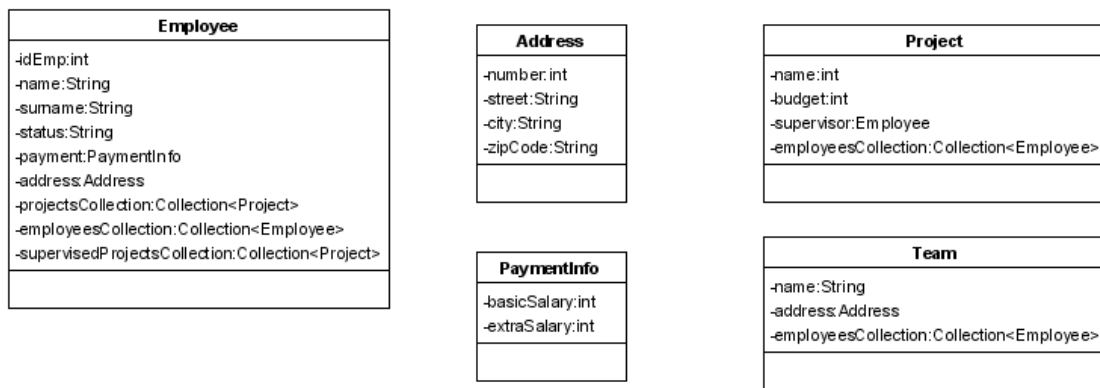 Employee
-idEmp:int
-name:String
-surname:String
-status:String
-payment:PaymentInfo
-address:Address
-projectsCollection:Collection<Project>
-employeesCollection:Collection<Employee>
-supervisedProjectsCollection:Collection<Project>
Address
-number:int
-street:String
-city:String
-zipCode:String
PaymentInfo
-basicSalary:int
-extraSalary:int
Project
-name:int
-budget:int
-supervisor:Employee
-employeesCollection:Collection<Employee>
Team
-name:String
-address:Address
-employeesCollection:Collection<Employee>